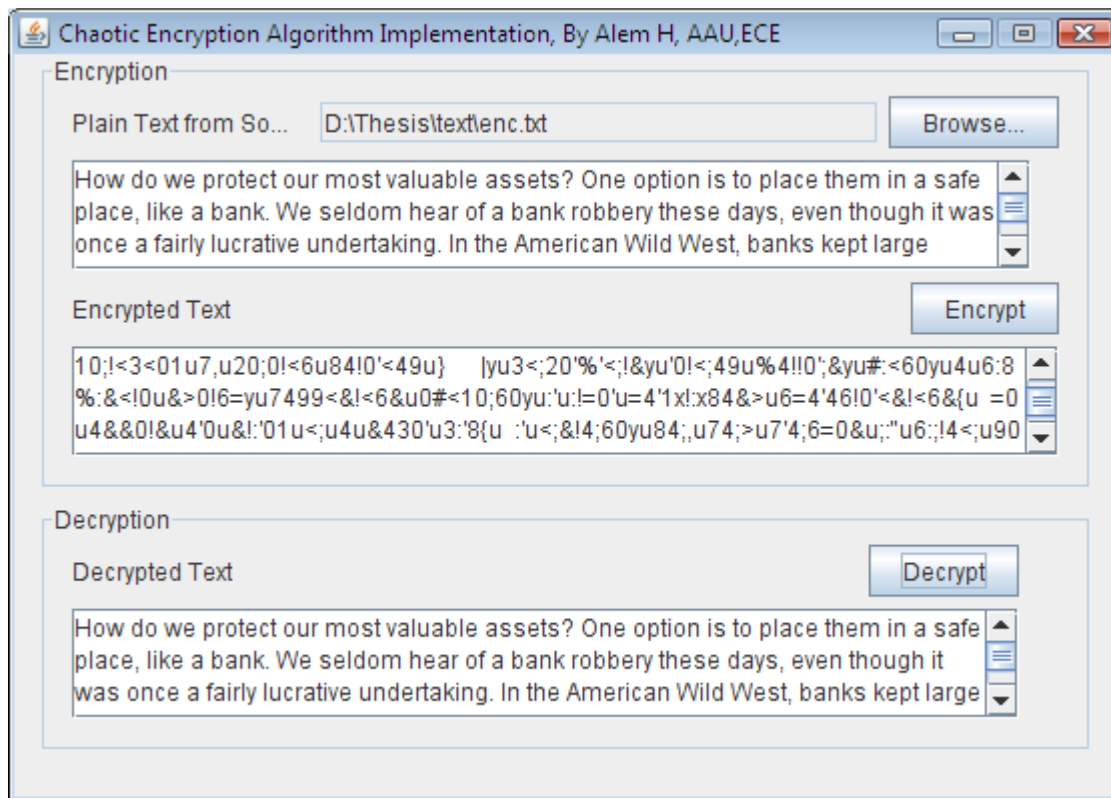 Chaotic Encryption Algorithm Implementation, By Alem H, AAU,ECE
Encryption
Plain Text from So... D:\Thesis\text\enc.txt Browse...
How do we protect our most valuable assets? One option is to place them in a safe
place, like a bank. We seldom hear of a bank robbery these days, even though it was
once a fairly lucrative undertaking. In the American Wild West, banks kept large
Encrypted Text Encrypt
10;!<3<01u7,u20;0!<6u84!0'<49u} |yu3<;20'%'<;!&yu'0!<;49u%4!!0';&yu#:<60yu4u6:8
%:&<!0u&>0!6=yu7499<&!<6&u0#<10;60yu:'u:!=0'u=4'1x!:x84&>u6=4'46!0'<&!<6&{u =0
u4&&0!&u4'0u&!:'01u<;u4u&430'u3:'8{u :'u<;&!4;60yu84;,u74;>u7'4;6=0&u;:"u6:;!4<;u90
Decryption
Decrypted Text Decrypt
How do we protect our most valuable assets? One option is to place them in a safe
place, like a bank. We seldom hear of a bank robbery these days, even though it
was once a fairly lucrative undertaking. In the American Wild West, banks kept large